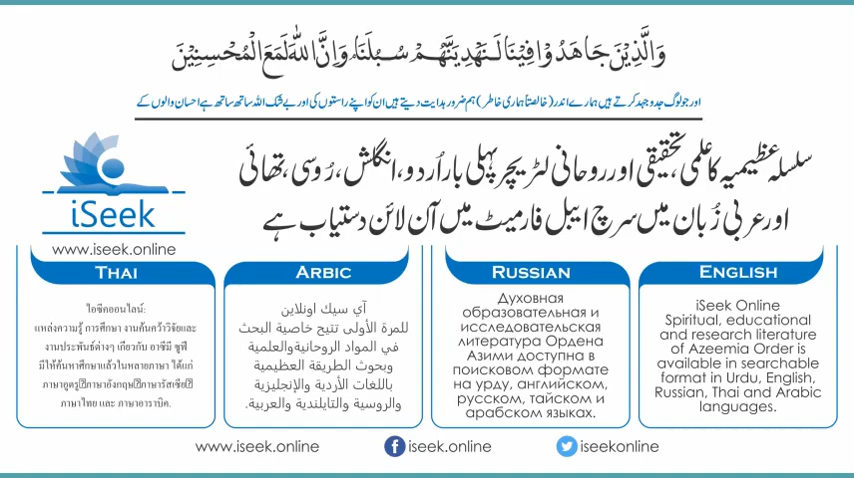 وَالَّذِيْنَ جَاهَدُوْا فِيْنَا لَنَهْدِيَنَّهُمْ سُبُلَنَا وَاِنَّ اللّٰهَ لَمَعَ الْمُحْسِنِيْنَ
اور جو لوگ جدوجہد کرتے ہیں ہمارے اندر (خالصتاً ہماری خاطر) ہم ضرور ہدایت دیتے ہیں ان کو اپنے راستوں کی اور بے شک اللہ ساتھ ساتھ ہے احسان والوں کے
سلسلہ عظیمیہ کا علمی، تحقیقی اور روحانی لٹریچر پہلی بار اُردو، انگلش، رُوسی، تھائی
اور عربی زُبان میں سرچ ایبل فارمیٹ میں آن لائن دستیاب ہے
iSeek
www.iseek.online
THAI
ไอซีคออนไลน์:
แหล่งความรู้ การศึกษา งานค้นคว้าวิจัยและ
งานประพันธ์ต่างๆ เกี่ยวกับ อาซีมี ซูฟี
มีให้ค้นหาศึกษาแล้วในหลายภาษา ได้แก่
ภาษาอูรดูภาษาอังกฤษภาษารัสเซีย
ภาษาไทย และ ภาษาอาราบิค.
ARBIC
آي سيك اونلاين
للمرة الأولى تتيح خاصية البحث
في المواد الروحانيةوالعلمية
وبحوث الطريقة العظيمية
باللغات الأردية والإنجليزية
والروسية والتايلندية والعربية.
RUSSIAN
Духовная
образовательная и
исследовательская
литература Ордена
Азими доступна в
поисковом формате
на урду, английском,
русском, тайском и
арабском языках.
ENGLISH
iSeek Online
Spiritual, educational
and research literature
of Azeemia Order is
available in searchable
format in Urdu, English,
Russian, Thai and Arabic
languages.
www.iseek.online
iseek.online
iseekonline